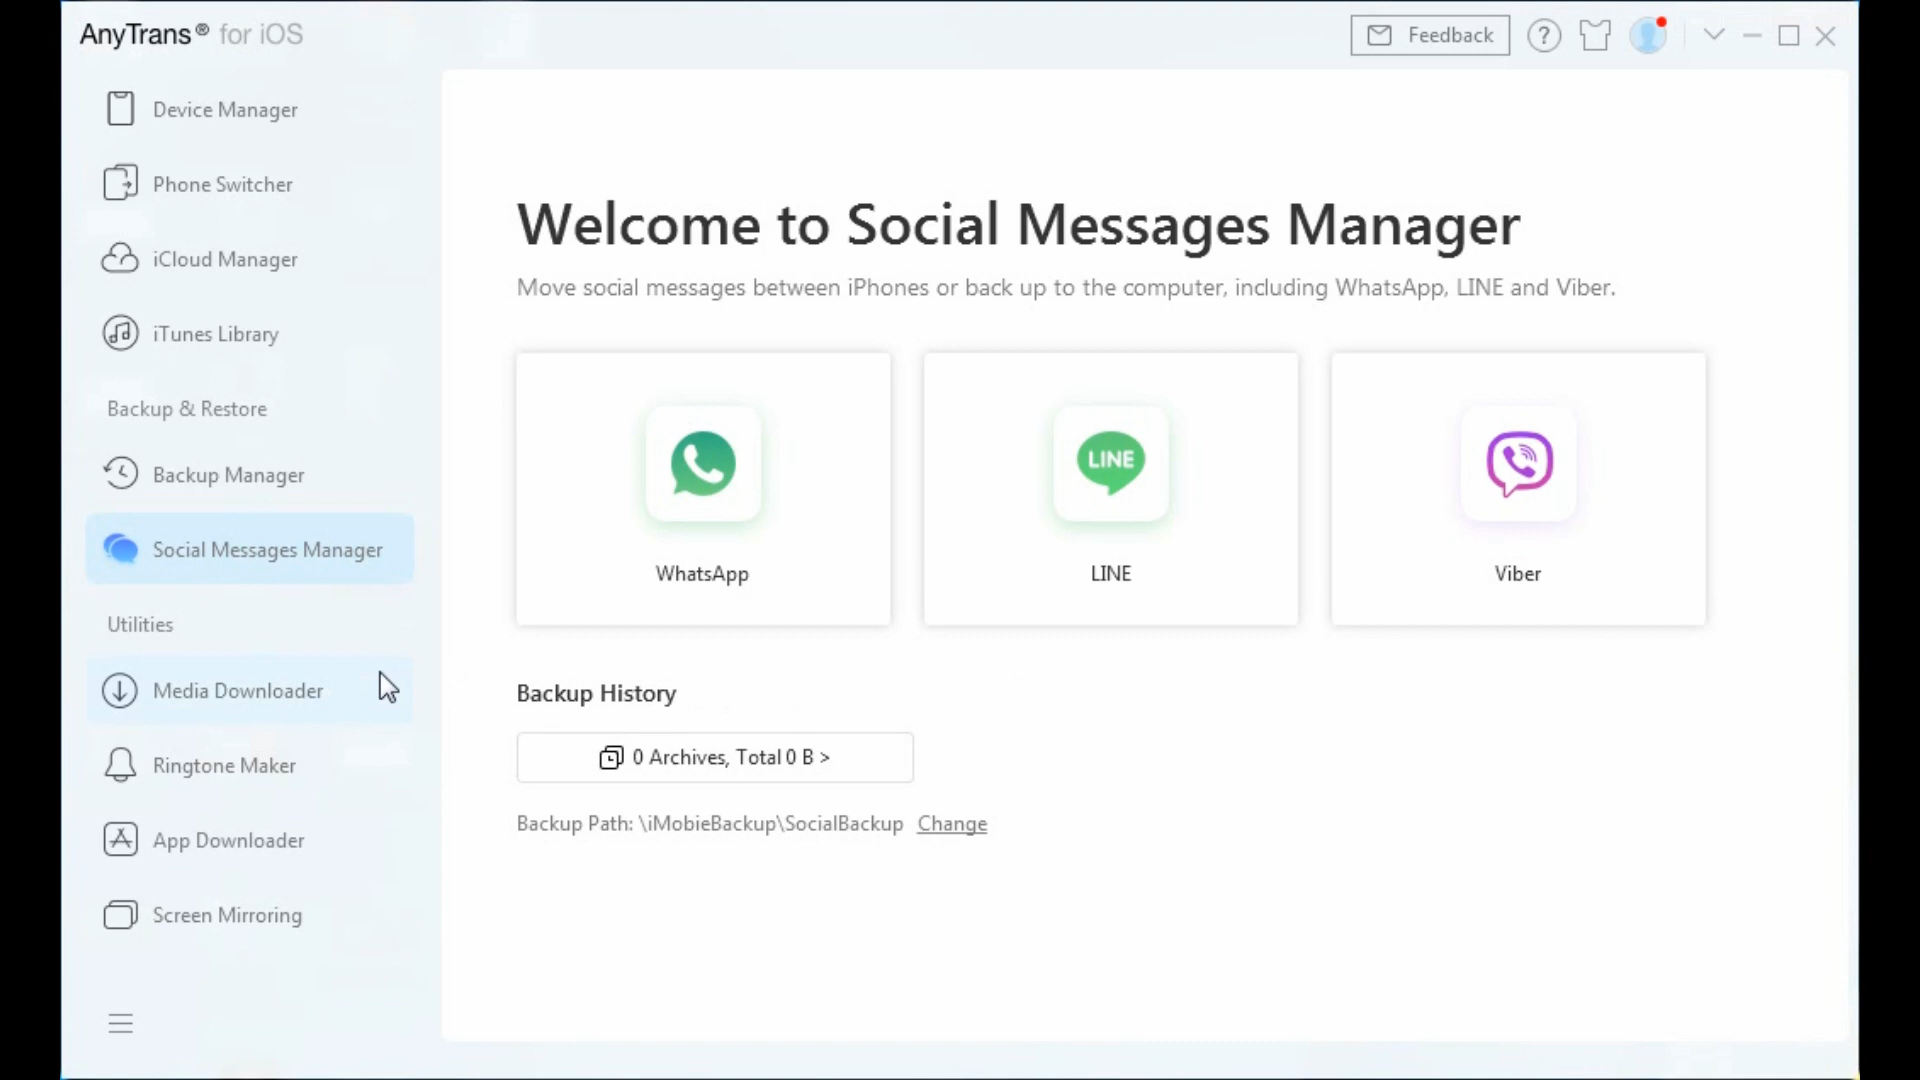 AnyTrans® for iOS
Feedback
Device Manager
Phone Switcher
iCloud Manager
iTunes Library
Backup & Restore
Backup Manager
Social Messages Manager
Utilities
Media Downloader
Ringtone Maker
App Downloader
Screen Mirroring
Welcome to Social Messages Manager
Move social messages between iPhones or back up to the computer, including WhatsApp, LINE and Viber.
LINE
WhatsApp
LINE
Viber
Backup History
0 Archives, Total 0 B >
Backup Path: \iMobieBackup\SocialBackup Change